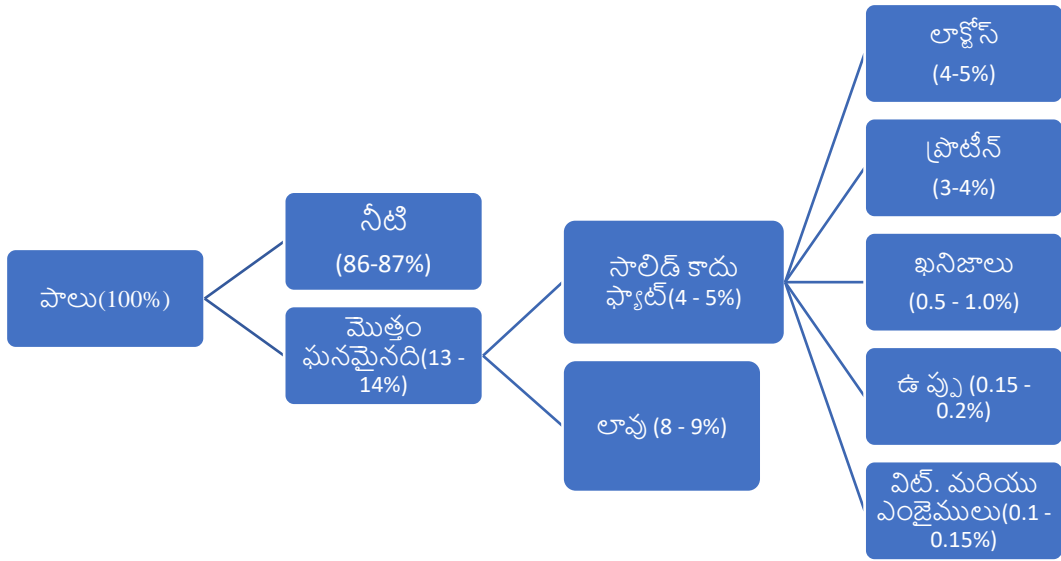 పాలు(100%)
నీటి
(86-87%)
మొత్తం
ఘనమైనది(13 -
14%)
సాలిడ్ కాదు
ఫ్యాట్(4 - 5%)
లావు (8 - 9%)
లాక్టోస్
(4-5%)
ప్రొటీన్
(3-4%)
ఖనిజాలు
(0.5 - 1.0%)
ఉ ప్పు (0.15 -
0.2%)
విట్. మరియు
ఎంజైములు(0.1 -
0.15%)